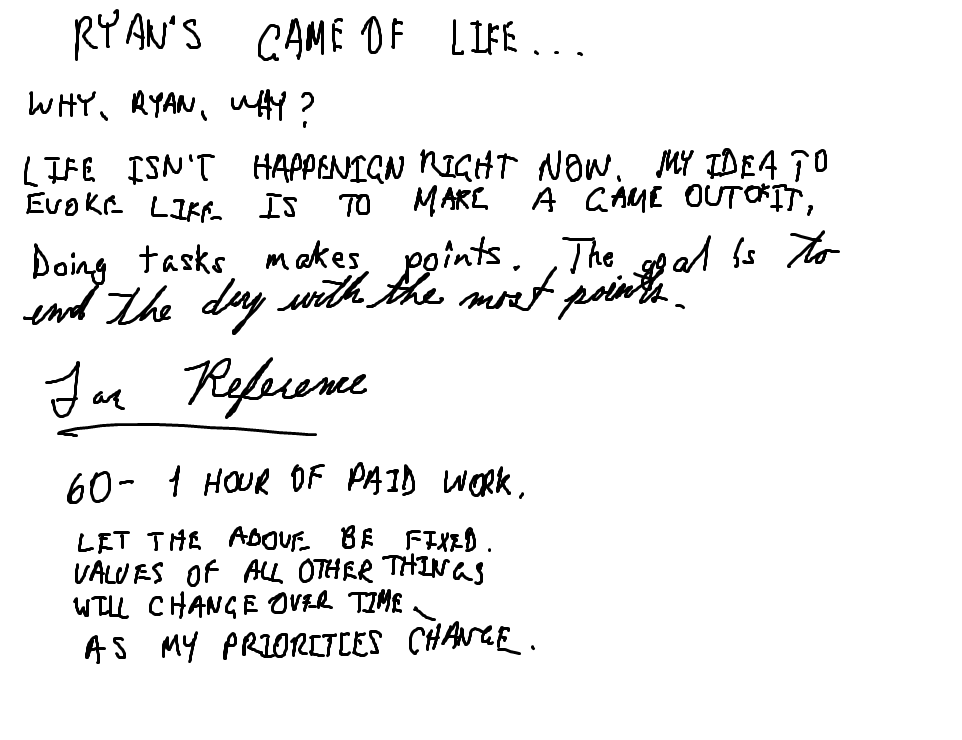 RYAN'S GAME OF LIFE...
WHY, RYAN, WHY?
LIFE ISN'T HAPPENIGN RIGHT NOW. MY IDEA TO
EVOKE LIFE IS TO MAKE A GAME OUT OF IT.
Doing tasks makes points. The goal is to
end the day with the most points.
For Reference
60- 1 HOUR OF PAID WORK.
LET THE ABOVE BE FIXED.
VALUES OF ALL OTHER THINGS
WILL CHANGE OVER TIME
AS MY PRIORITIES CHANGE.